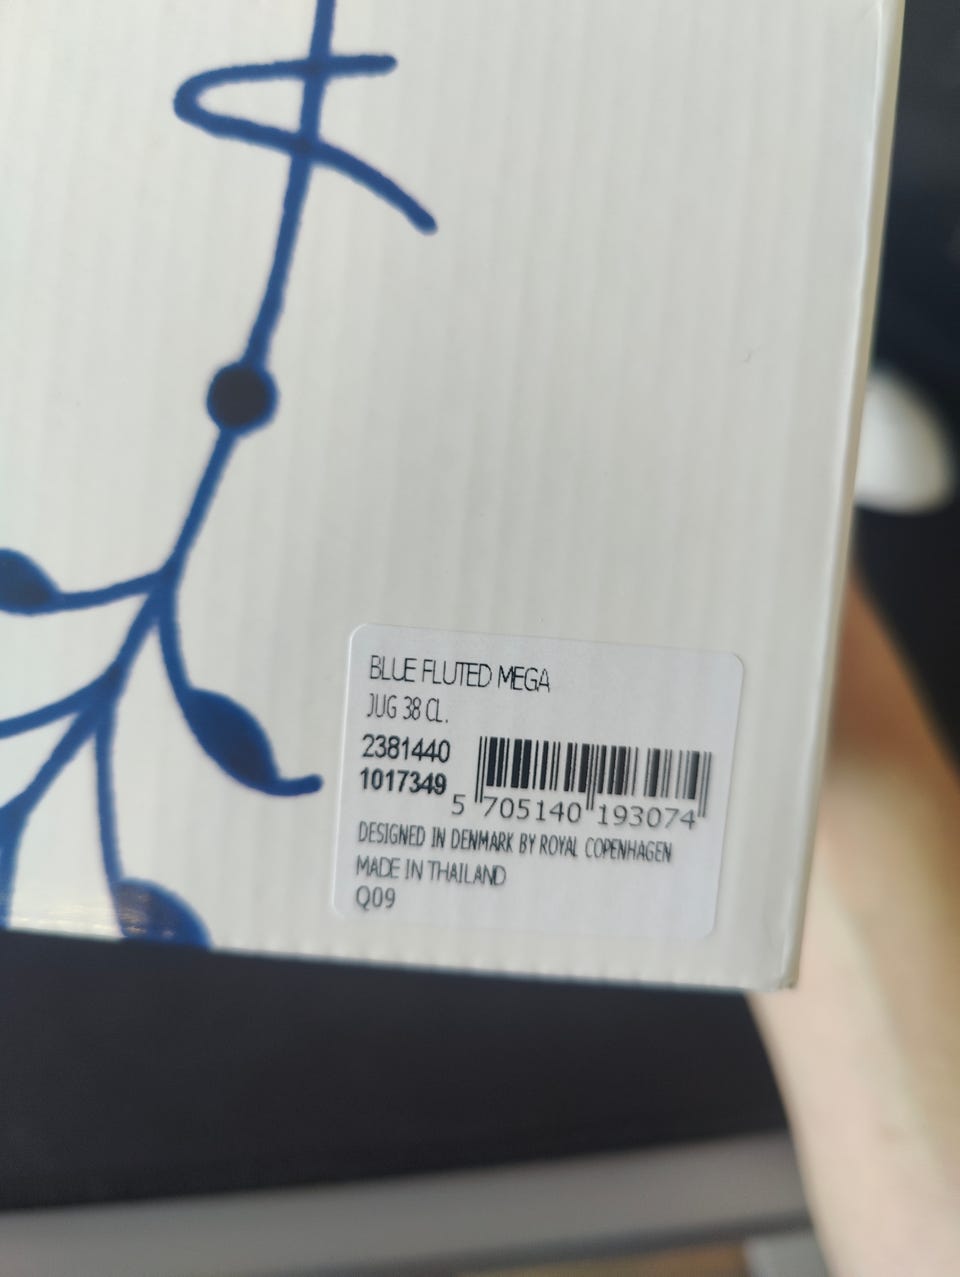 BLUE FLUTED MEGA
JUG 38 CL.
2381440
1017349
5 705140 193074
DESIGNED IN DENMARK BY ROYAL COPENHAGEN
MADE IN THAILAND
Q09